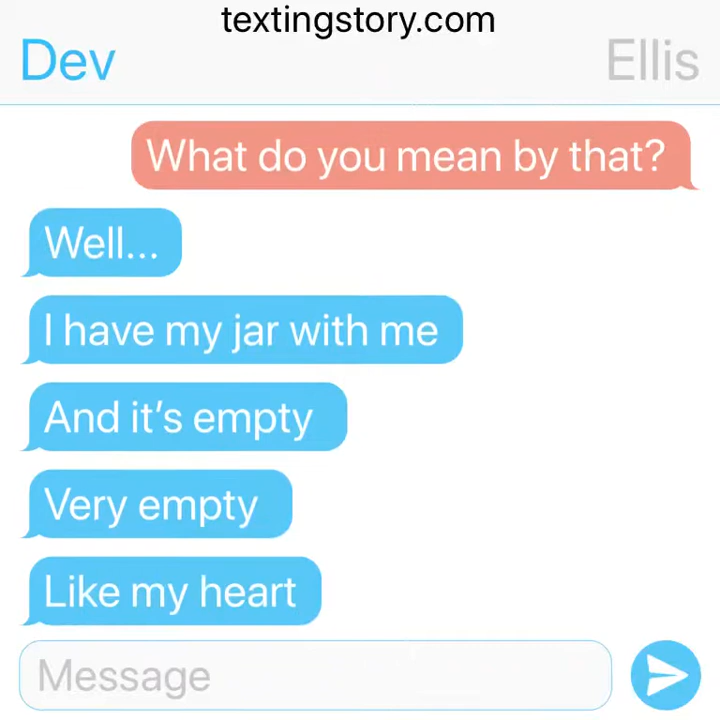 textingstory.com
Dev
Ellis
What do you mean by that?
Well...
I have my jar with me
And it’s empty
Very empty
Like my heart
Message